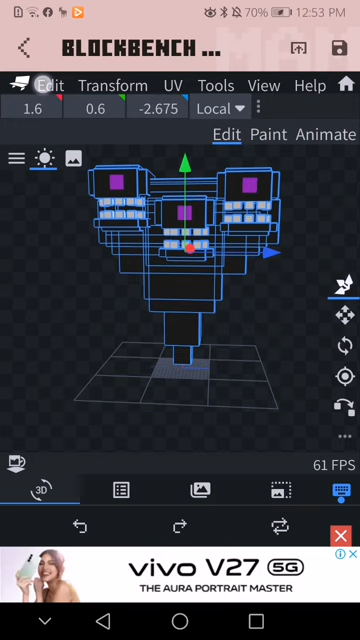 70% 12:53 PM
BLOCKBENCH ...
Edit Transform UV Tools View Help
1.6 0.6 -2.675 Local
Edit Paint Animate
61 FPS
3D
vivo V27 5G
THE AURA PORTRAIT MASTER